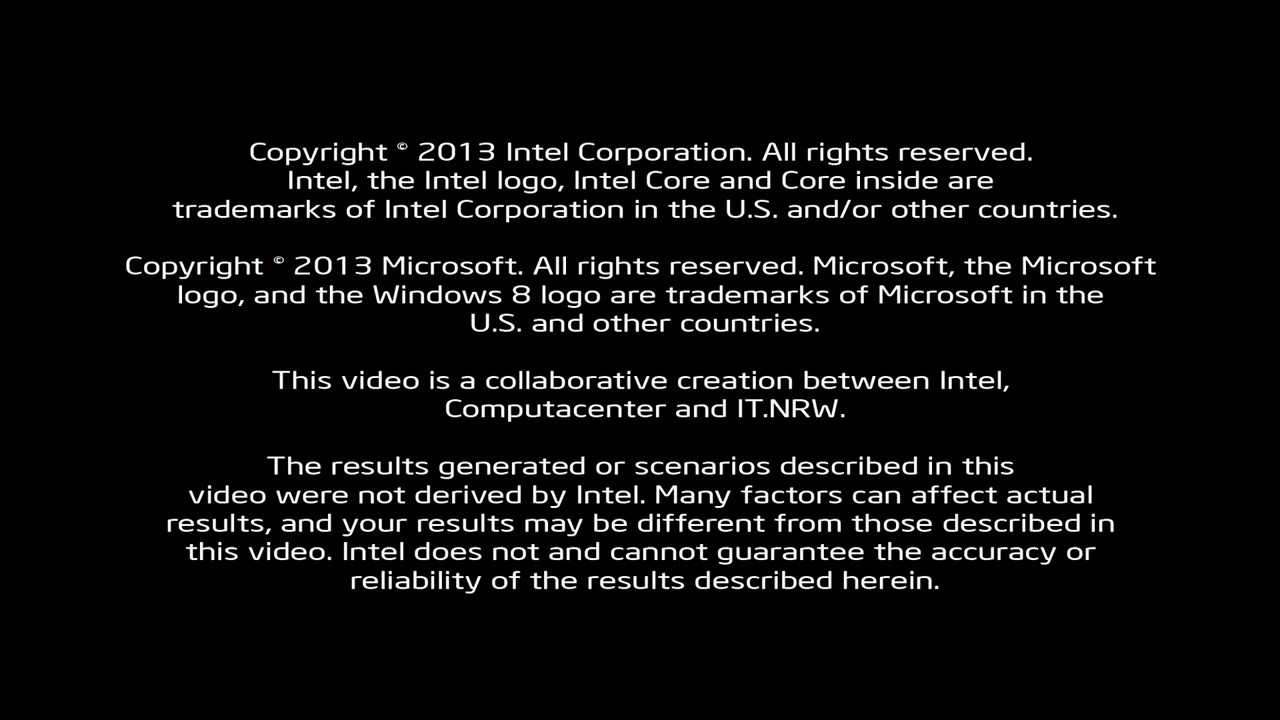 Copyright © 2013 Intel Corporation. All rights reserved.
Intel, the Intel logo, Intel Core and Core inside are
trademarks of Intel Corporation in the U.S. and/or other countries.
Copyright © 2013 Microsoft. All rights reserved. Microsoft, the Microsoft
logo, and the Windows 8 logo are trademarks of Microsoft in the
U.S. and other countries.
This video is a collaborative creation between Intel,
Computacenter and IT.NRW.
The results generated or scenarios described in this
video were not derived by Intel. Many factors can affect actual
results, and your results may be different from those described in
this video. Intel does not and cannot guarantee the accuracy or
reliability of the results described herein.